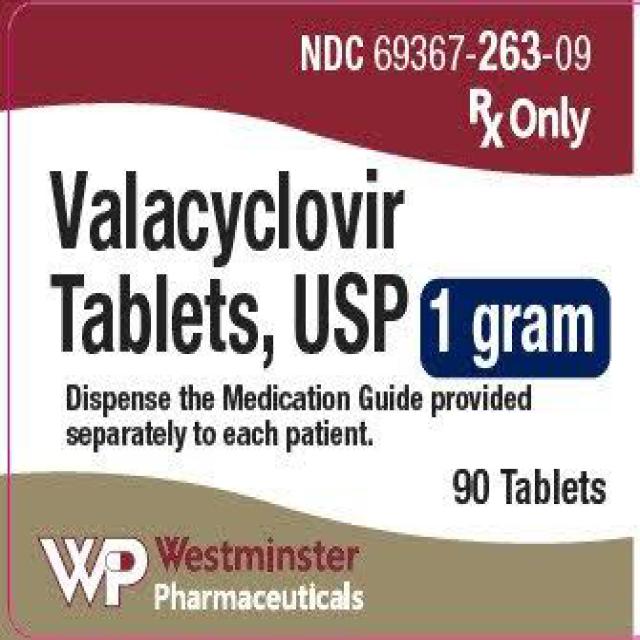 NDC 69367-263-09
Rx Only
Valacyclovir
Tablets, USP 1 gram
Dispense the Medication Guide provided
separately to each patient.
90 Tablets
WP Westminster
Pharmaceuticals